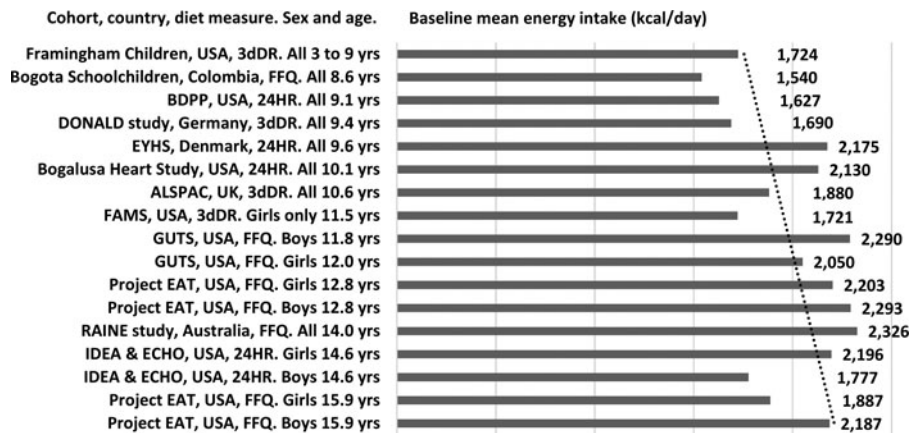 Cohort, country, diet measure. Sex and age. Baseline mean energy intake (kcal/day)
Framingham Children, USA, 3dDR. All 3 to 9 yrs 1,724
Bogota Schoolchildren, Colombia, FFQ. All 8.6 yrs 1,540
BDPP, USA, 24HR. All 9.1 yrs 1,627
DONALD study, Germany, 3dDR. All 9.4 yrs 1,690
EYHS, Denmark, 24HR. All 9.6 yrs 2,175
Bogalusa Heart Study, USA, 24HR. All 10.1 yrs 2,130
ALSPAC, UK, 3dDR. All 10.6 yrs 1,880
FAMS, USA, 3dDR. Girls only 11.5 yrs 1,721
GUTS, USA, FFQ. Boys 11.8 yrs 2,290
GUTS, USA, FFQ. Girls 12.0 yrs 2,050
Project EAT, USA, FFQ. Girls 12.8 yrs 2,203
Project EAT, USA, FFQ. Boys 12.8 yrs 2,293
RAINE study, Australia, FFQ. All 14.0 yrs 2,326
IDEA & ECHO, USA, 24HR. Girls 14.6 yrs 2,196
IDEA & ECHO, USA, 24HR. Boys 14.6 yrs 1,777
Project EAT, USA, FFQ. Girls 15.9 yrs 1,887
Project EAT, USA, FFQ. Boys 15.9 yrs 2,187